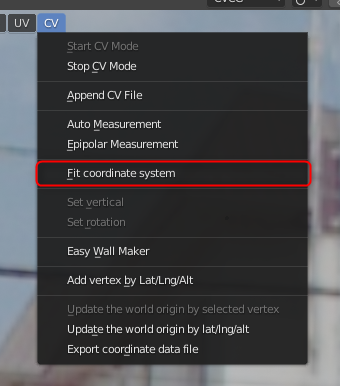 UV CV
Start CV Mode
Stop CV Mode
Append CV File
Auto Measurement
Epipolar Measurement
Fit coordinate system
Set vertical
Set rotation
Easy Wall Maker
Add vertex by Lat/Lng/Alt
Update the world origin by selected vertex
Update the world origin by lat/lng/alt
Export coordinate data file